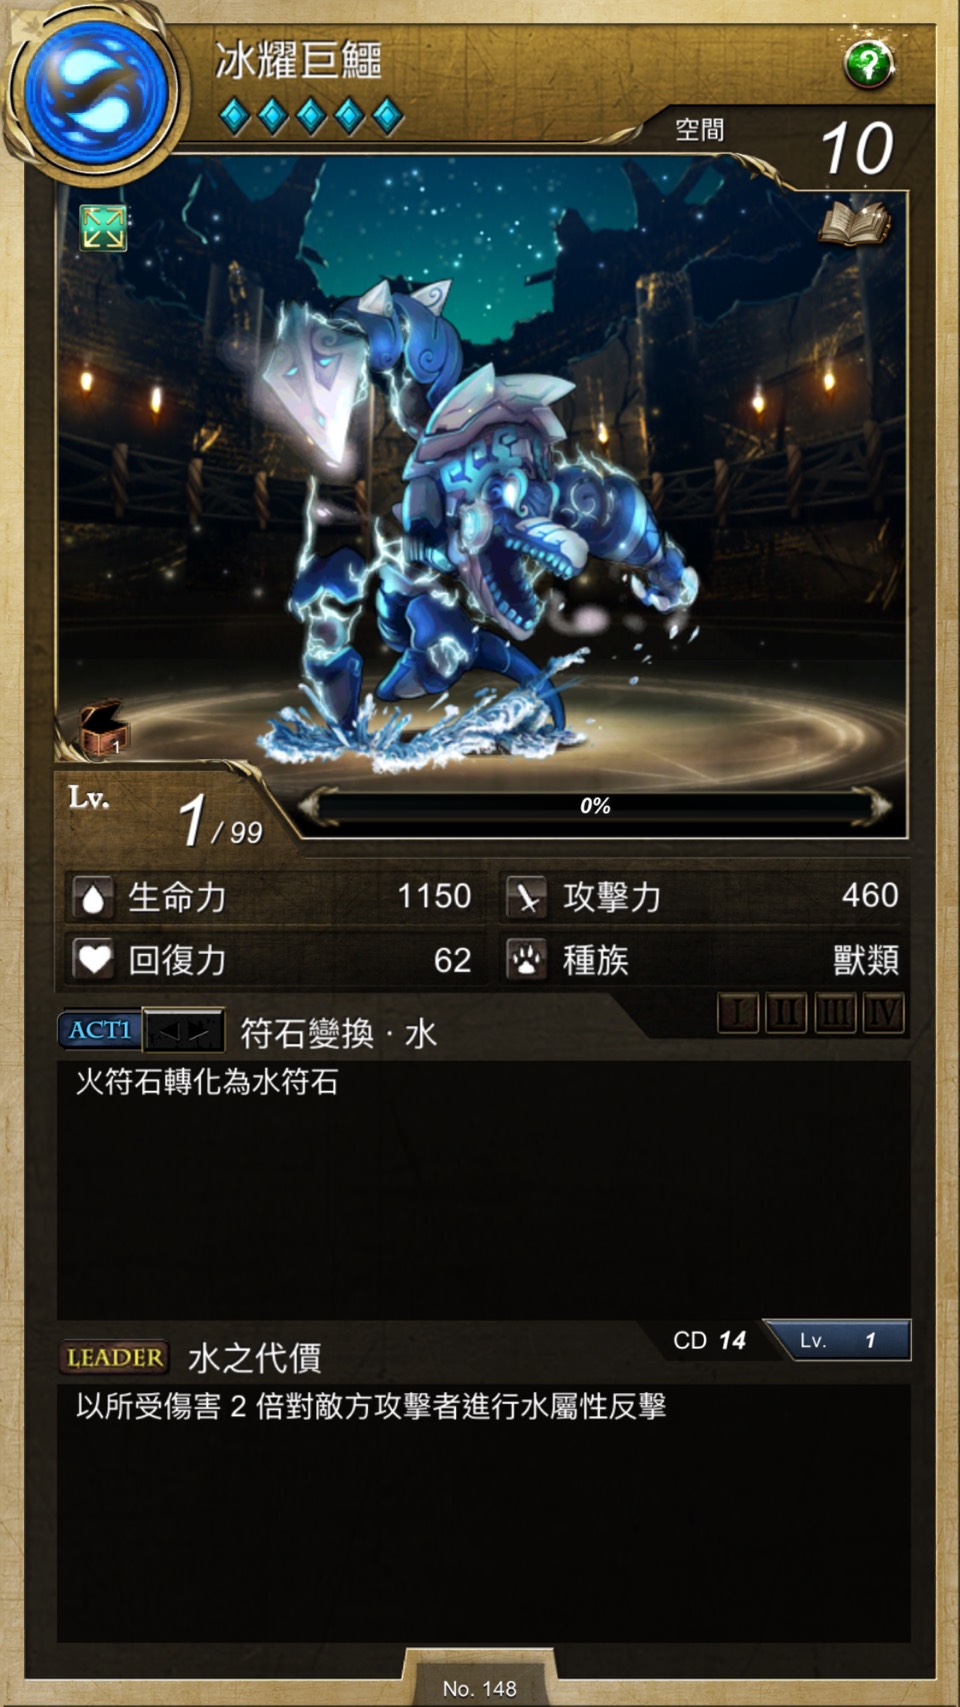 冰耀巨鱷
空間
10
1
Lv.
1 / 99
0%
生命力 1150
攻擊力 460
回復力 62
種族 獸類
I II III IV
ACT1 符石變換 · 水
火符石轉化為水符石
CD 14
Lv. 1
LEADER 水之代價
以所受傷害 2 倍對敵方攻擊者進行水屬性反擊
No. 148